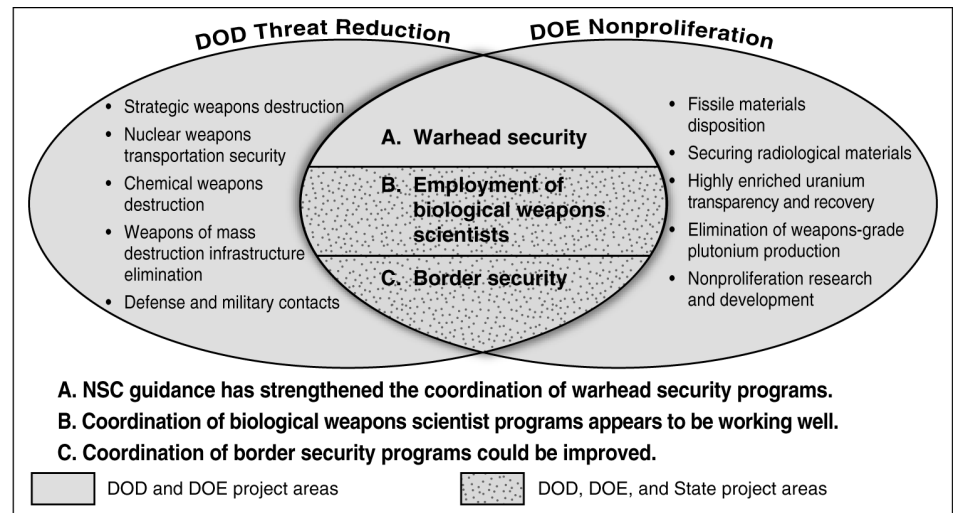 DOD Threat Reduction
DOE Nonproliferation
• Strategic weapons destruction
• Nuclear weapons
transportation security
• Chemical weapons
destruction
• Weapons of mass
destruction infrastructure
elimination
• Defense and military contacts
A. Warhead security
B. Employment of
biological weapons
scientists
C. Border security
• Fissile materials
disposition
• Securing radiological materials
• Highly enriched uranium
transparency and recovery
• Elimination of weapons-grade
plutonium production
• Nonproliferation research
and development
A. NSC guidance has strengthened the coordination of warhead security programs.
B. Coordination of biological weapons scientist programs appears to be working well.
C. Coordination of border security programs could be improved.
DOD and DOE project areas
DOD, DOE, and State project areas